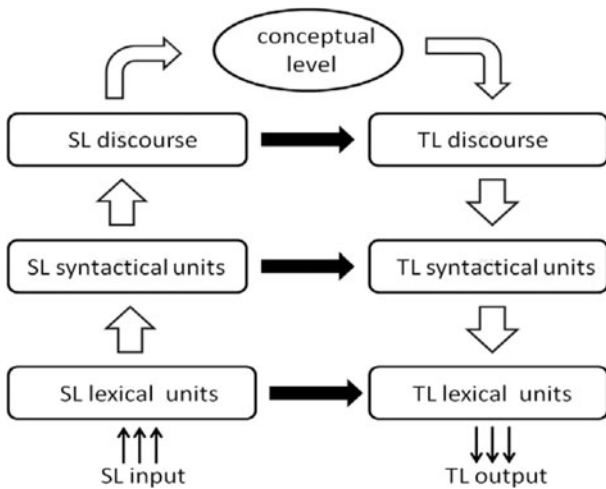 conceptual
level
SL discourse
TL discourse
SL syntactical units
TL syntactical units
SL lexical units
TL lexical units
SL input
TL output